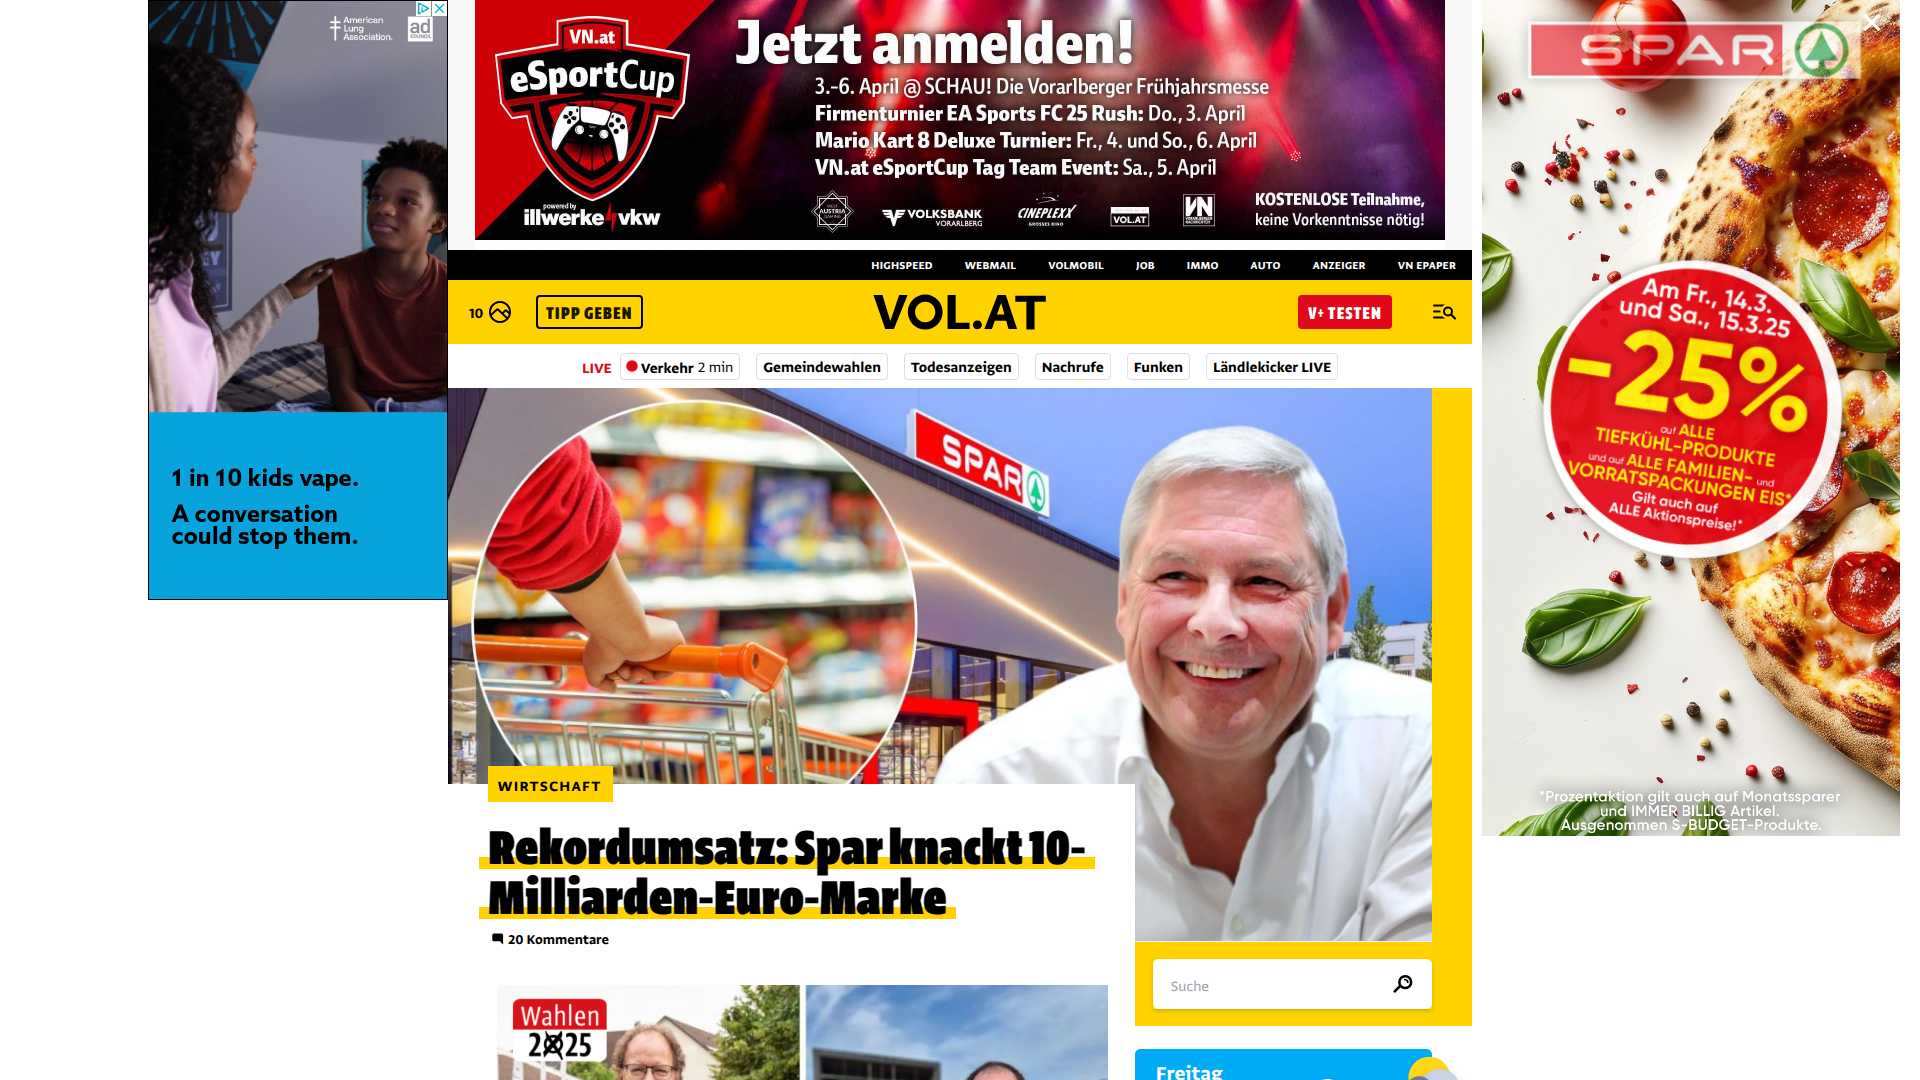 American
Lung
Association.
ad
COUNCIL
1 in 10 kids vape.
A conversation
could stop them.
VN.at
eSportCup
powered by
illwerke vkw
Jetzt anmelden!
3.-6. April @ SCHAU! Die Vorarlberger Frühjahrsmesse
Firmenturnier EA Sports FC 25 Rush: Do., 3. April
Mario Kart 8 Deluxe Turnier: Fr., 4. und So., 6. April
VN.at eSportCup Tag Team Event: Sa., 5. April
AUSTRIA
VOLKSBANK
VORARLBERG
CINEPLEXX
VOL.AT
VN
KOSTENLOSE Teilnahme,
keine Vorkenntnisse nötig!
HIGHSPEED WEBMAIL VOLMOBIL JOB IMMO AUTO ANZEIGER VN EPAPER
10
TIPP GEBEN
VOL.AT
V+ TESTEN
LIVE Verkehr 2 min Gemeindewahlen Todesanzeigen Nachrufe Funken Ländlekicker LIVE
SPAR
WIRTSCHAFT
Rekordumsatz: Spar knackt 10-
Milliarden-Euro-Marke
20 Kommentare
Wahlen
2025
Suche
Freitag
SPAR
Am Fr., 14.3.
und Sa., 15.3.25
-25%
auf ALLE
TIEFKÜHL-PRODUKTE
und auf ALLE FAMILIEN- und
VORRATSPACKUNGEN EIS*
Gilt auch auf
ALLE Aktionspreise!*
*Prozentaktion gilt auch auf Monatssparer
und IMMER BILLIG Artikel.
Ausgenommen S-BUDGET-Produkte.